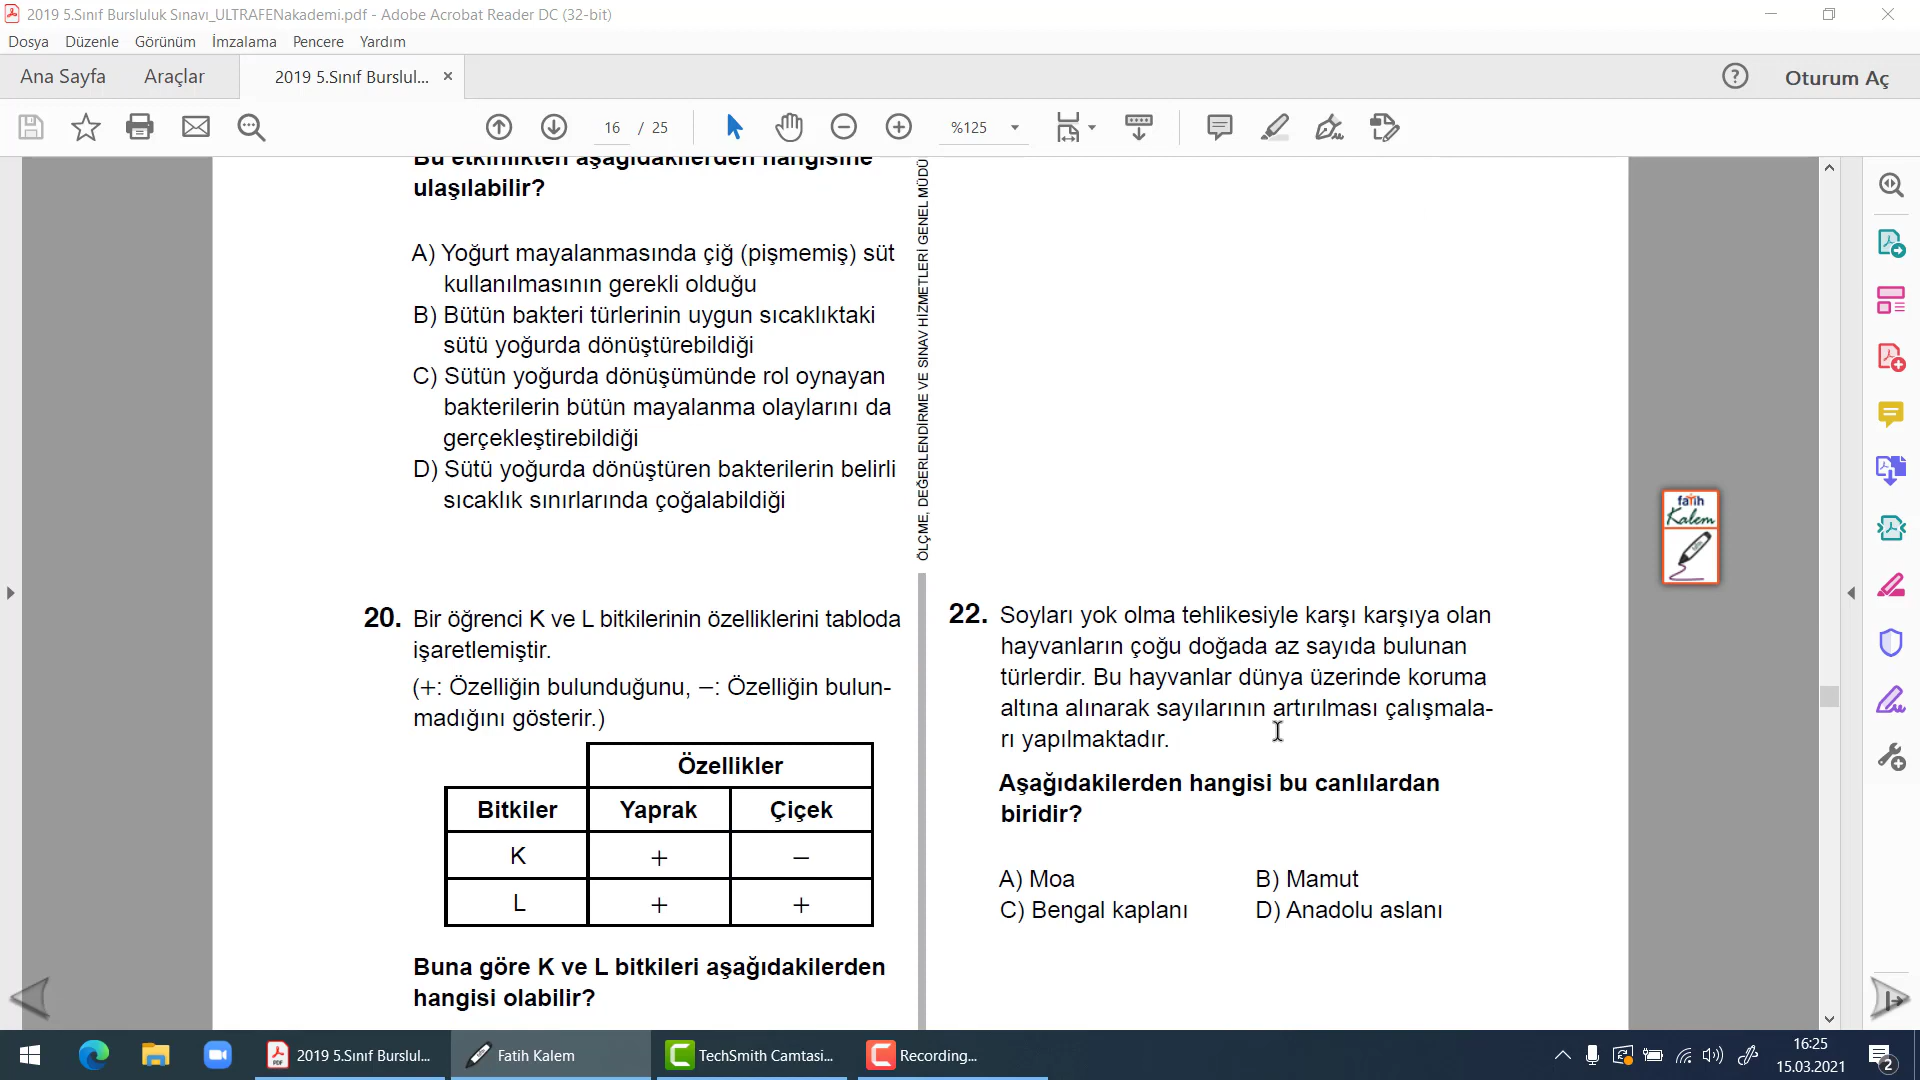 2019 5.Sınıf Bursluluk Sınavı_ULTRAFENakademi.pdf - Adobe Acrobat Reader DC (32-bit)
Dosya Düzenle Görünüm İmzalama Pencere Yardım
Ana Sayfa Araçlar 2019 5.Sınıf Burslul... × Oturum Aç
16 / 25 %125
Bu etkinlikten aşağıdakilerden hangisine
ulaşılabilir?
A) Yoğurt mayalanmasında çiğ (pişmemiş) süt
kullanılmasının gerekli olduğu
B) Bütün bakteri türlerinin uygun sıcaklıktaki
sütü yoğurda dönüştürebildiği
C) Sütün yoğurda dönüşümünde rol oynayan
bakterilerin bütün mayalanma olaylarını da
gerçekleştirebildiği
D) Sütü yoğurda dönüştüren bakterilerin belirli
sıcaklık sınırlarında çoğalabildiği
20. Bir öğrenci K ve L bitkilerinin özelliklerini tabloda
işaretlemiştir.
(+: Özelliğin bulunduğunu, −: Özelliğin bulun-
madığını gösterir.)
Özellikler
Bitkiler Yaprak Çiçek
K + −
L + +
Buna göre K ve L bitkileri aşağıdakilerden
hangisi olabilir?
ÖLÇME, DEĞERLENDİRME VE SINAV HİZMETLERİ GENEL MÜDÜ
22. Soyları yok olma tehlikesiyle karşı karşıya olan
hayvanların çoğu doğada az sayıda bulunan
türlerdir. Bu hayvanlar dünya üzerinde koruma
altına alınarak sayılarının artırılması çalışmala-
rı yapılmaktadır.
Aşağıdakilerden hangisi bu canlılardan
biridir?
A) Moa B) Mamut
C) Bengal kaplanı D) Anadolu aslanı
fatih
Kalem
2019 5.Sınıf Burslul... Fatih Kalem TechSmith Camtasi... Recording...
16:25
15.03.2021
2